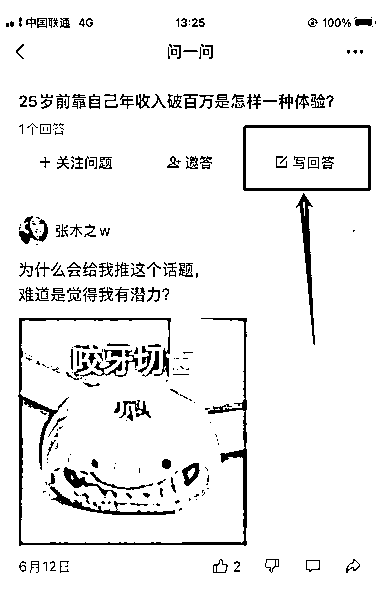 中国联通 4G 13:25 100%
问一问
25岁前靠自己年收入破百万是怎样一种体验?
1个回答
+ 关注问题 邀答 写回答
张木之w
为什么会给我推这个话题,
难道是觉得我有潜力?
咬牙切
6月12日 2